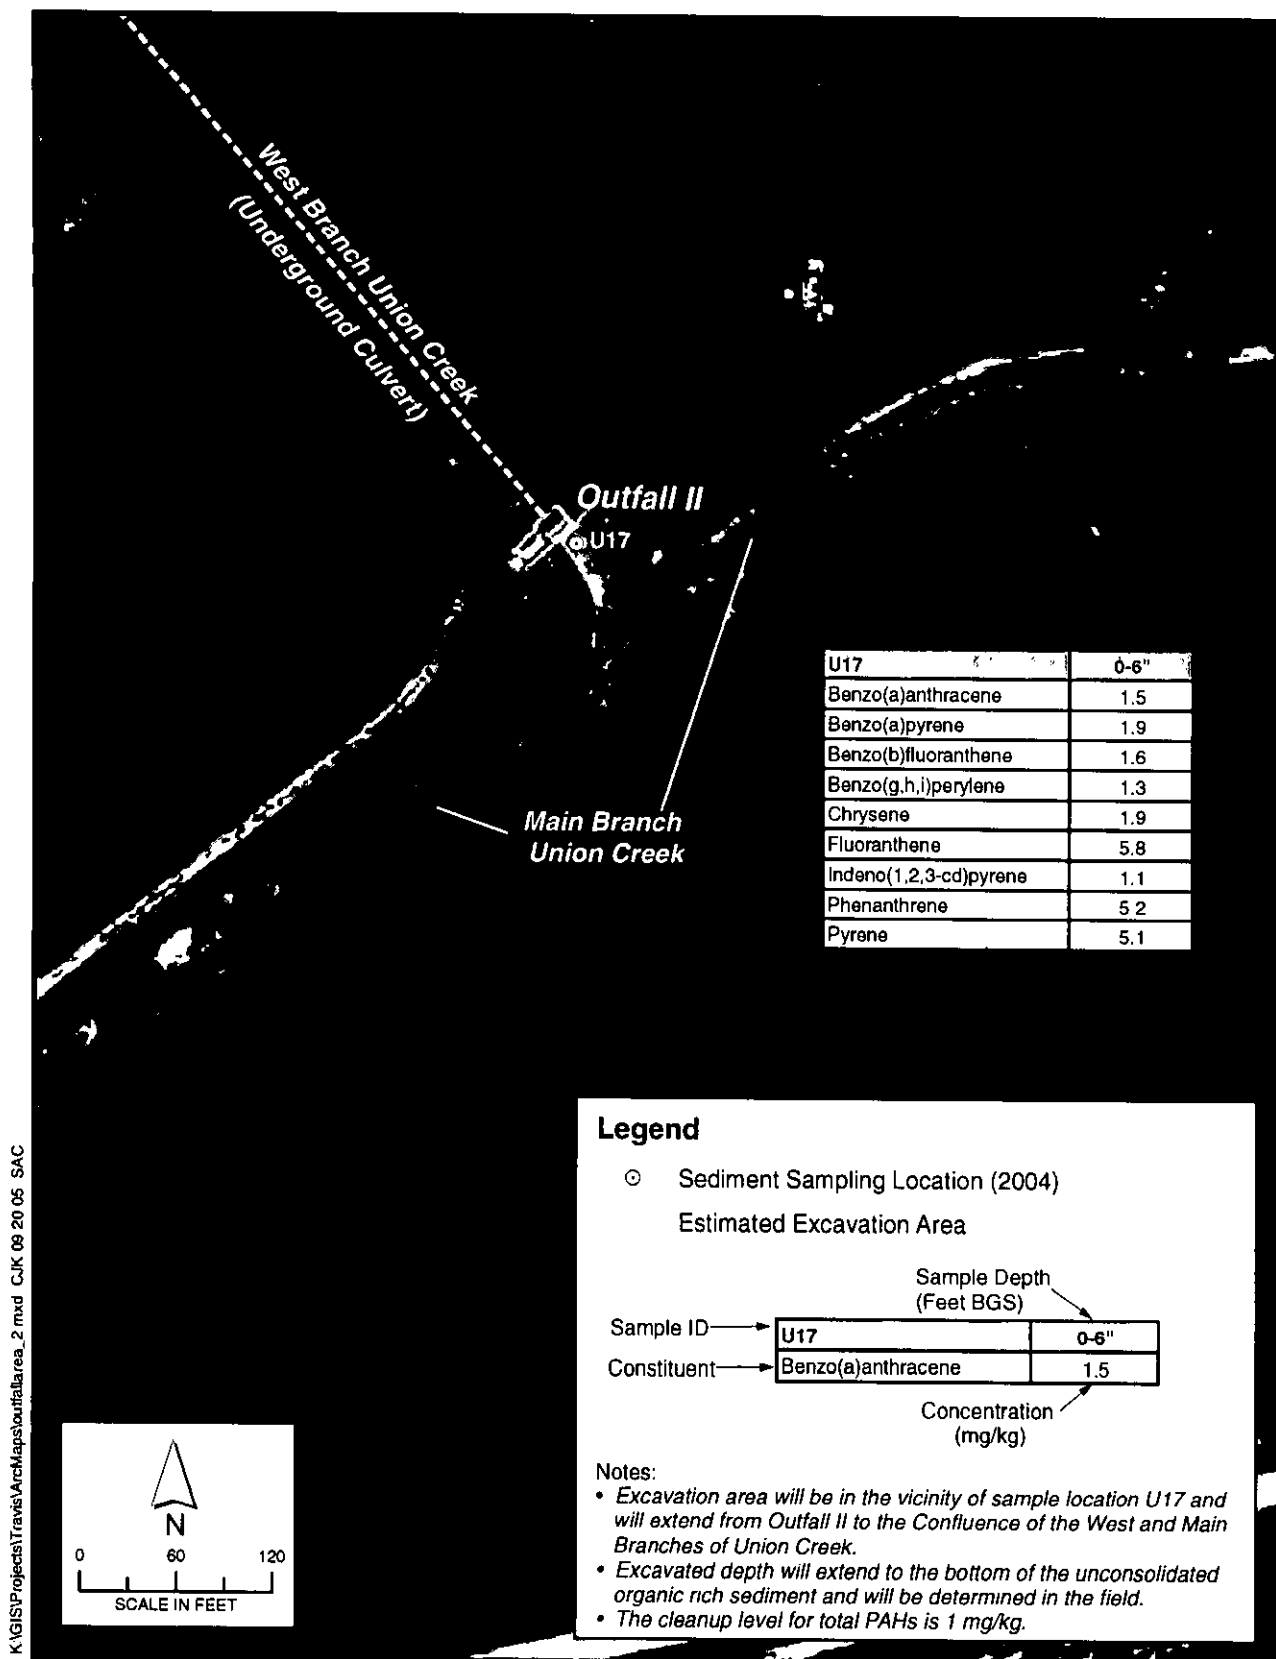 West Branch Union Creek
(Underground Culvert)
Outfall II
U17
U17 0-6"
Benzo(a)anthracene 1.5
Benzo(a)pyrene 1.9
Benzo(b)fluoranthene 1.6
Benzo(g,h,i)perylene 1.3
Chrysene 1.9
Fluoranthene 5.8
Indeno(1,2,3-cd)pyrene 1.1
Phenanthrene 5 2
Pyrene 5.1
Main Branch
Union Creek
Legend
Sediment Sampling Location (2004)
Estimated Excavation Area
Sample Depth
(Feet BGS)
Sample ID
U17 0-6"
Constituent
Benzo(a)anthracene 1.5
Concentration
(mg/kg)
Notes:
• Excavation area will be in the vicinity of sample location U17 and
will extend from Outfall II to the Confluence of the West and Main
Branches of Union Creek.
• Excavated depth will extend to the bottom of the unconsolidated
organic rich sediment and will be determined in the field.
• The cleanup level for total PAHs is 1 mg/kg.
N
0 60 120
SCALE IN FEET
K:\GIS\Projects\Travis\ArcMaps\outfallarea_2 mxd CJK 09 20 05 SAC